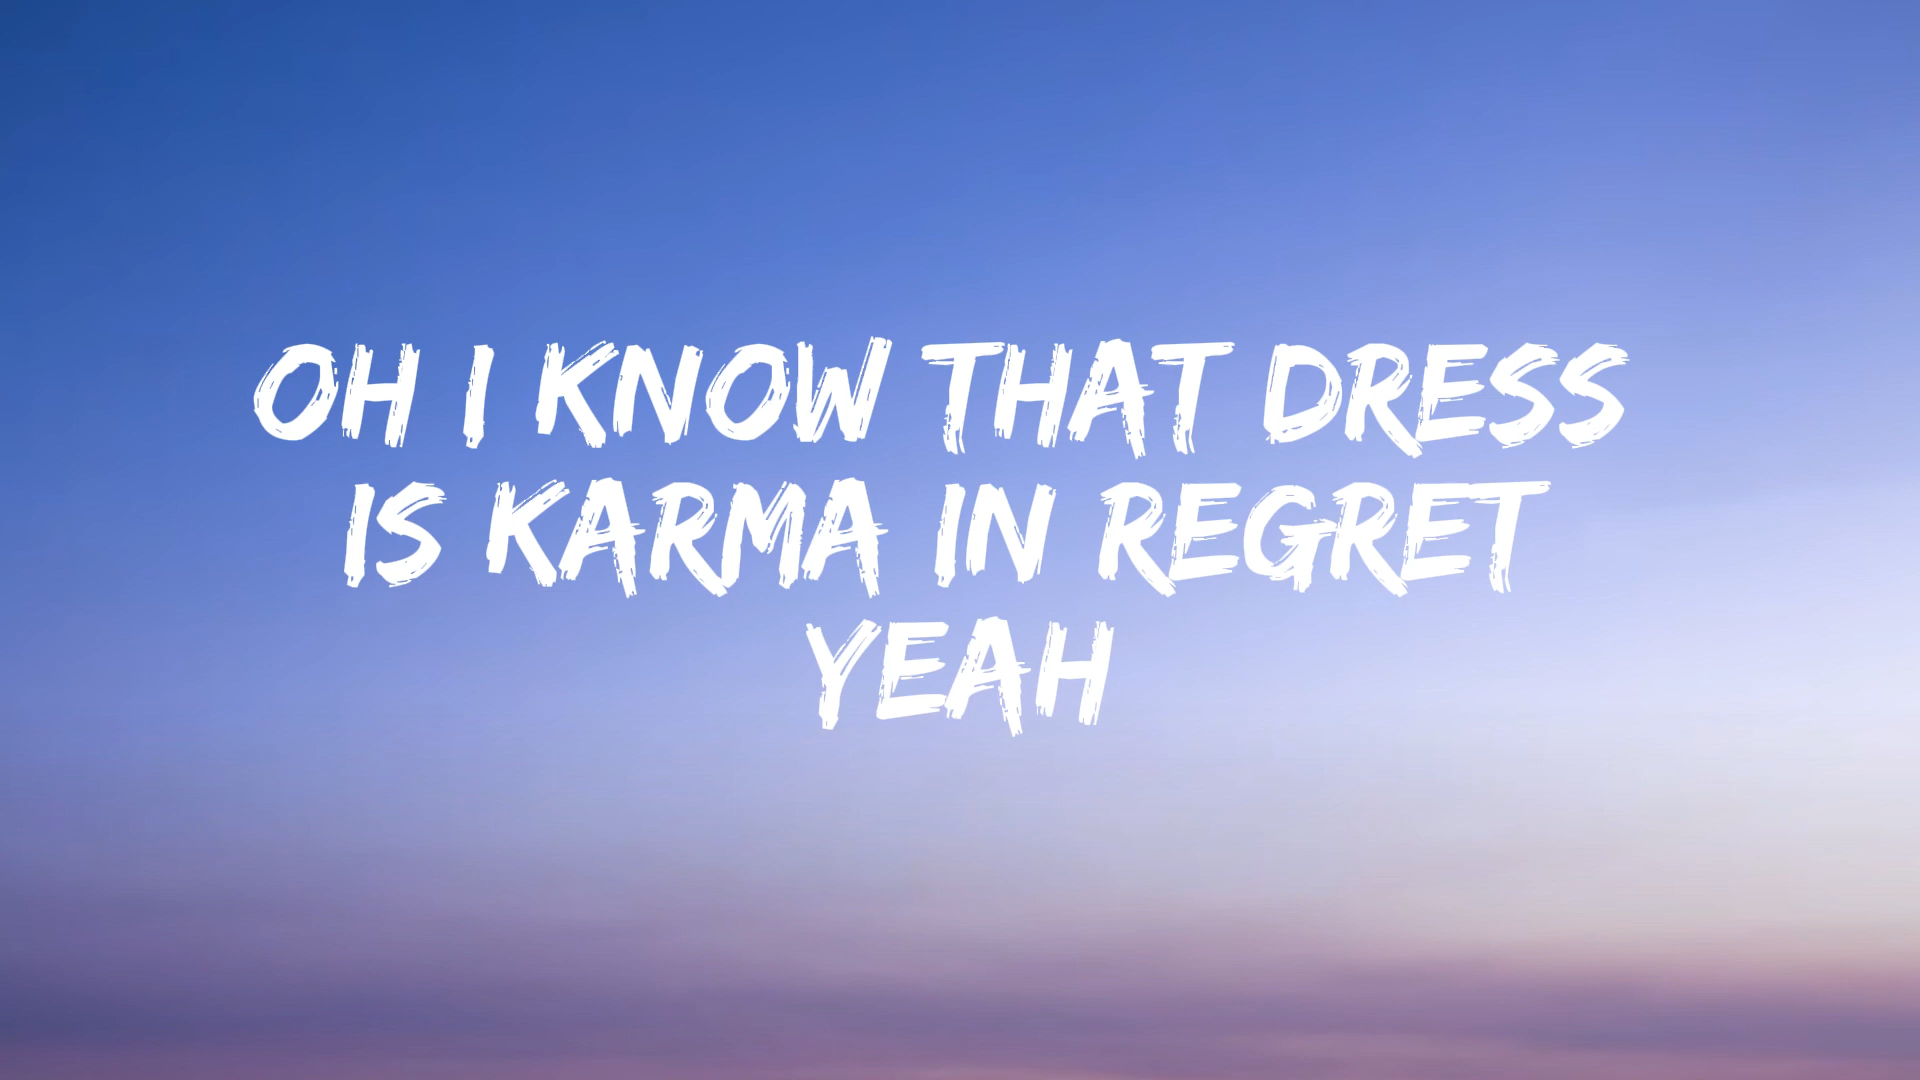 OH I KNOW THAT DRESS
IS KARMA IN REGRET
YEAH